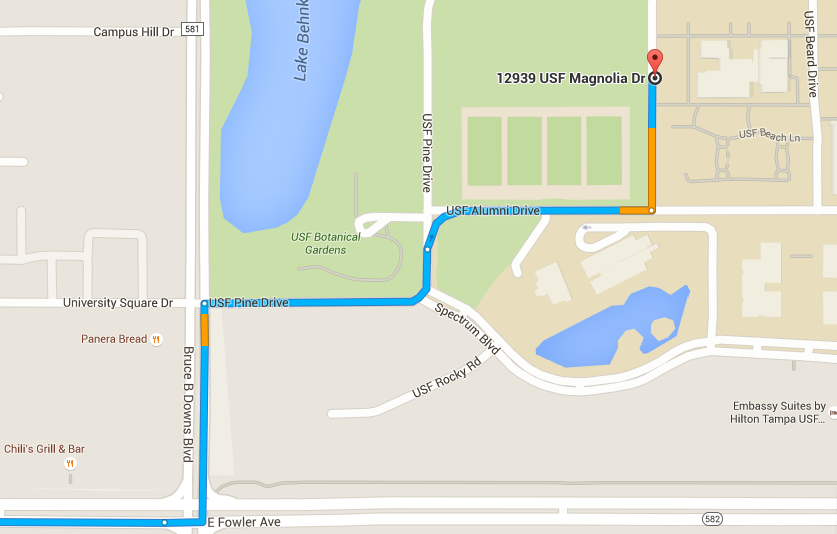 Campus Hill Dr
581
Lake Behnk
USF Beard Drive
12939 USF Magnolia Dr
USF Pine Drive
USF Beach Ln
USF Alumni Drive
USF Botanical
Gardens
University Square Dr
USF Pine Drive
Spectrum Blvd
Panera Bread
USF Rocky Rd
Bruce B Downs Blvd
Embassy Suites by
Hilton Tampa USF...
Chili's Grill & Bar
E Fowler Ave
582